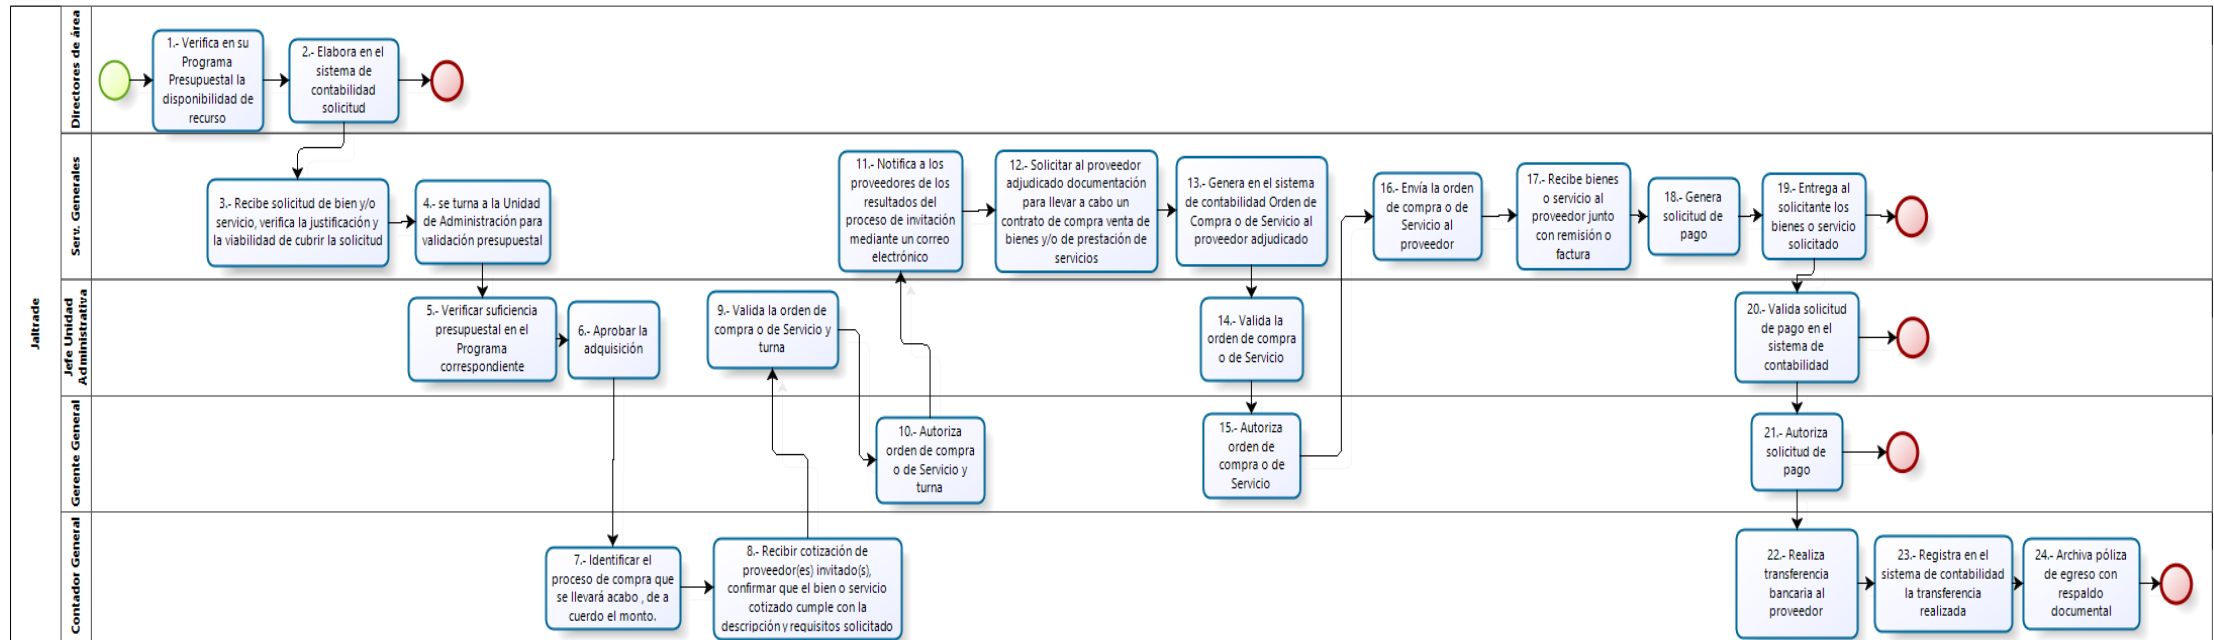 Jaltrade
Directores de área
1.- Verifica en su
Programa
Presupuestal la
disponibilidad de
recurso
2.- Elabora en el
sistema de
contabilidad
solicitud
Serv. Generales
3.- Recibe solicitud de bien y/o
servicio, verifica la justificación y
la viabilidad de cubrir la solicitud
4.- se turna a la Unidad
de Administración para
validación presupuestal
11.- Notifica a los
proveedores de los
resultados del
proceso de invitación
mediante un correo
electrónico
12.- Solicitar al proveedor
adjudicado documentación
para llevar a cabo un
contrato de compra venta de
bienes y/o de prestación de
servicios
13.- Genera en el sistema
de contabilidad Orden de
Compra o de Servicio al
proveedor adjudicado
16.- Envía la orden
de compra o de
Servicio al
proveedor
17.- Recibe bienes
o servicio al
proveedor junto
con remisión o
factura
18.- Genera
solicitud de
pago
19.- Entrega al
solicitante los
bienes o servicio
solicitado
Jefe Unidad
Administrativa
5.- Verificar suficiencia
presupuestal en el
Programa
correspondiente
6.- Aprobar la
adquisición
9.- Valida la orden de
compra o de Servicio y
turna
14.- Valida la
orden de compra
o de Servicio
20.- Valida solicitud
de pago en el
sistema de
contabilidad
Gerente General
10.- Autoriza
orden de compra
o de Servicio y
turna
15.- Autoriza
orden de
compra o de
Servicio
21.- Autoriza
solicitud de
pago
Contador General
7.- Identificar el
proceso de compra que
se llevará acabo , de a
cuerdo el monto.
8.- Recibir cotización de
proveedor(es) invitado(s),
confirmar que el bien o servicio
cotizado cumple con la
descripción y requisitos solicitado
22.- Realiza
transferencia
bancaria al
proveedor
23.- Registra en el
sistema de contabilidad
la transferencia
realizada
24.- Archiva póliza
de egreso con
respaldo
documental